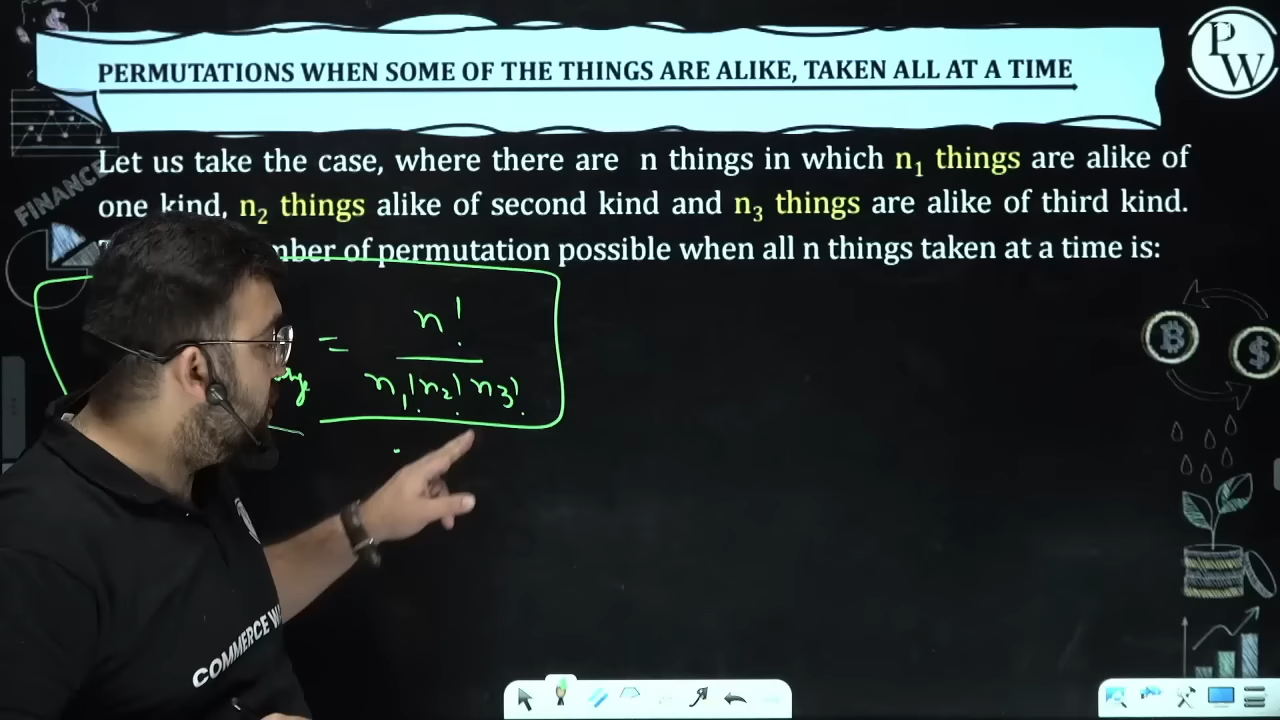 PERMUTATIONS WHEN SOME OF THE THINGS ARE ALIKE, TAKEN ALL AT A TIME
PW
Let us take the case, where there are n things in which n₁ things are alike of
one kind, n₂ things alike of second kind and n₃ things are alike of third kind.
of permutation possible when all n things taken at a time is:
FINANCE
= n!
n₁! n₂! n₃!
₿
$
COMMERCE W